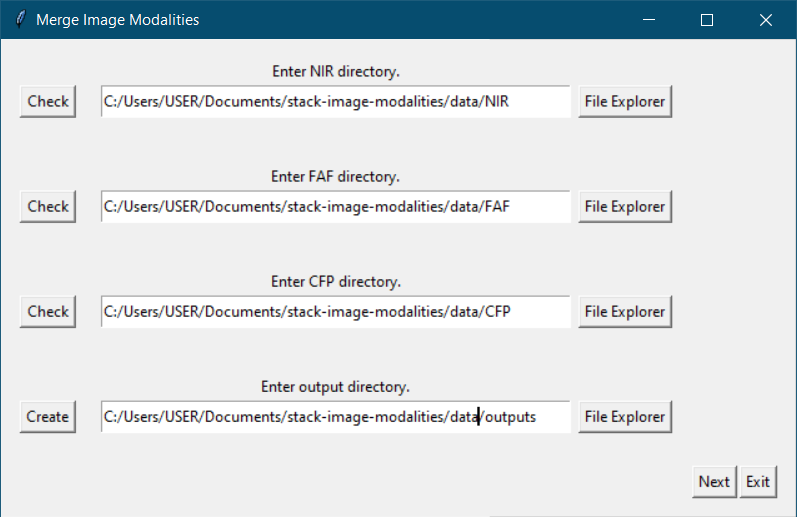 Merge Image Modalities
Enter NIR directory.
Check C:/Users/USER/Documents/stack-image-modalities/data/NIR File Explorer
Enter FAF directory.
Check C:/Users/USER/Documents/stack-image-modalities/data/FAF File Explorer
Enter CFP directory.
Check C:/Users/USER/Documents/stack-image-modalities/data/CFP File Explorer
Enter output directory.
Create C:/Users/USER/Documents/stack-image-modalities/data/outputs File Explorer
Next Exit